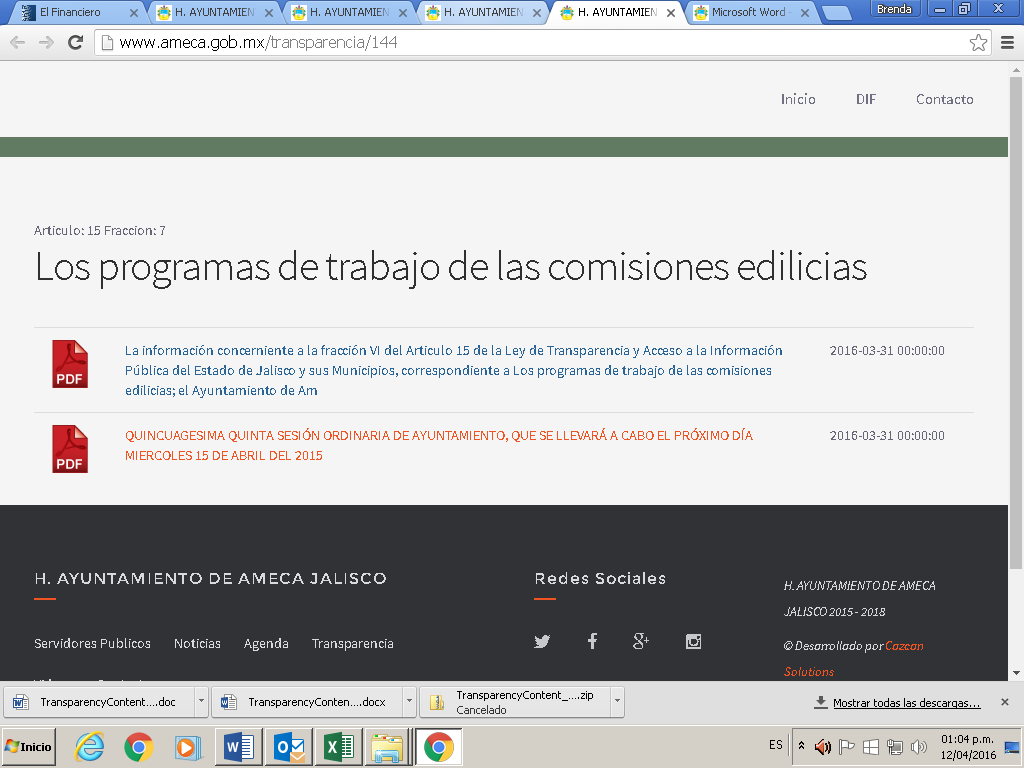 El Financiero
H. AYUNTAMIEN
H. AYUNTAMIEN
H. AYUNTAMIEN
H. AYUNTAMIEN
Microsoft Word -
Brenda
www.ameca.gob.mx/transparencia/144
Inicio DIF Contacto
Articulo: 15 Fraccion: 7
Los programas de trabajo de las comisiones edilicias
PDF
La información concerniente a la fracción VI del Articulo 15 de la Ley de Transparencia y Acceso a la Información
Pública del Estado de Jalisco y sus Municipios, correspondiente a Los programas de trabajo de las comisiones
edilicias; el Ayuntamiento de Am
2016-03-31 00:00:00
PDF
QUINCUAGESIMA QUINTA SESIÓN ORDINARIA DE AYUNTAMIENTO, QUE SE LLEVARÁ A CABO EL PRÓXIMO DÍA
MIERCOLES 15 DE ABRIL DEL 2015
2016-03-31 00:00:00
H. AYUNTAMIENTO DE AMECA JALISCO
Servidores Publicos Noticias Agenda Transparencia
Redes Sociales
H. AYUNTAMIENTO DE AMECA
JALISCO 2015 - 2018
© Desarrollado por Cazcan
Solutions
TransparencyContent....doc
TransparencyConten....docx
TransparencyContent_....zip
Cancelado
Mostrar todas las descargas...
Inicio
ES
01:04 p.m.
12/04/2016